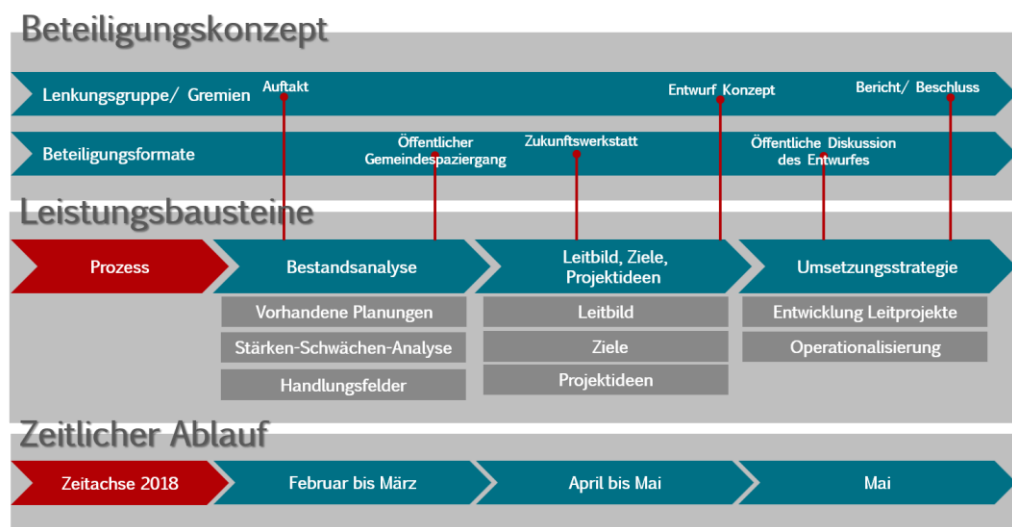 Beteiligungskonzept
Lenkungsgruppe/ Gremien
Auftakt
Entwurf Konzept
Bericht/ Beschluss
Beteiligungsformate
Öffentlicher
Gemeindespaziergang
Zukunftswerkstatt
Öffentliche Diskussion
des Entwurfes
Leistungsbausteine
Prozess
Bestandsanalyse
Leitbild, Ziele,
Projektideen
Umsetzungsstrategie
Vorhandene Planungen
Leitbild
Entwicklung Leitprojekte
Stärken-Schwächen-Analyse
Ziele
Operationalisierung
Handlungsfelder
Projektideen
Zeitlicher Ablauf
Zeitachse 2018
Februar bis März
April bis Mai
Mai